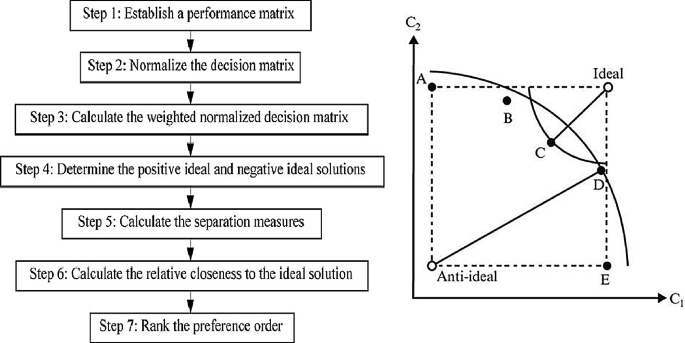 Step 1: Establish a performance matrix
Step 2: Normalize the decision matrix
Step 3: Calculate the weighted normalized decision matrix
Step 4: Determine the positive ideal and negative ideal solutions
Step 5: Calculate the separation measures
Step 6: Calculate the relative closeness to the ideal solution
Step 7: Rank the preference order
C2
Ideal
A
B
C
D
Anti-ideal
E
C1